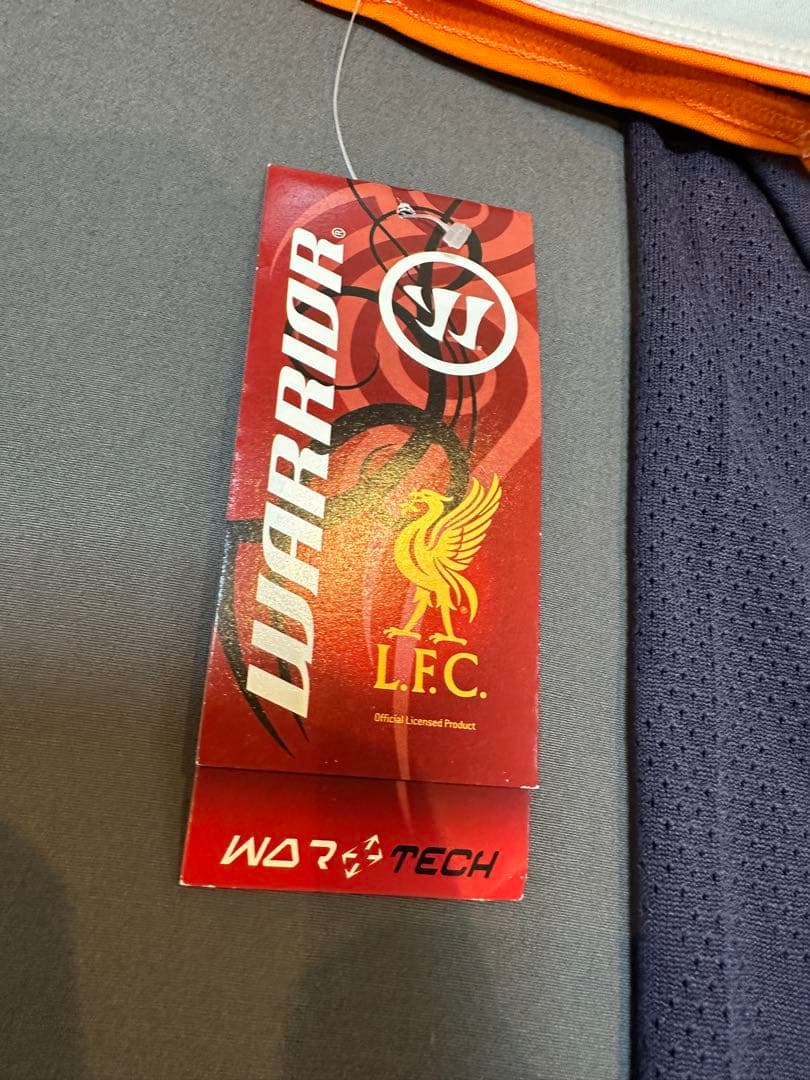 WARRIOR®
L.F.C.
Official Licensed Product
WAR TECH